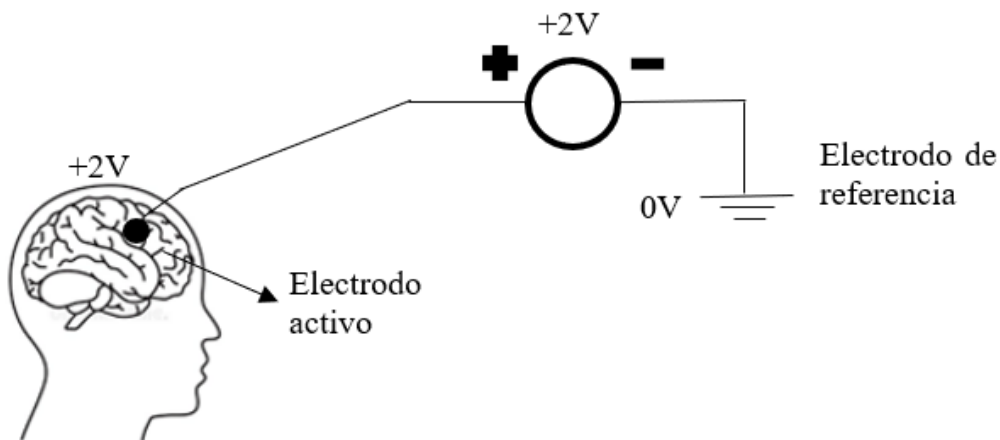 +2V
+2V
Electrodo de
referencia
0V
Electrodo
activo